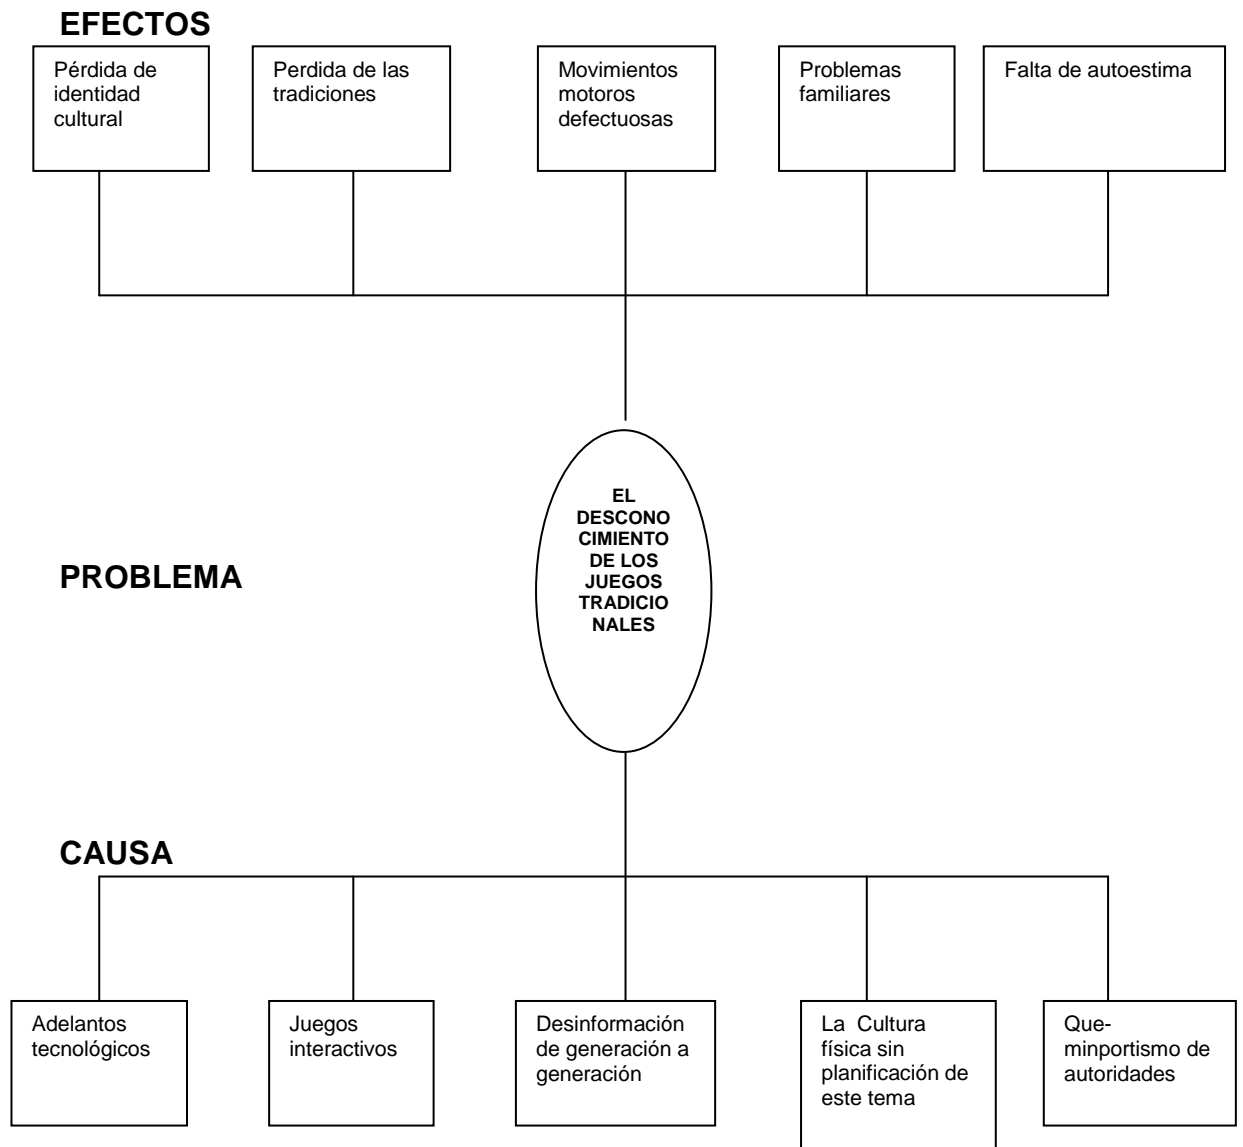 EFECTOS
Pérdida de
identidad
cultural
Perdida de las
tradiciones
Movimientos
motoros
defectuosas
Problemas
familiares
Falta de autoestima
PROBLEMA
EL
DESCONO
CIMIENTO
DE LOS
JUEGOS
TRADICIO
NALES
CAUSA
Adelantos
tecnológicos
Juegos
interactivos
Desinformación
de generación a
generación
La Cultura
física sin
planificación de
este tema
Que-
minportismo de
autoridades